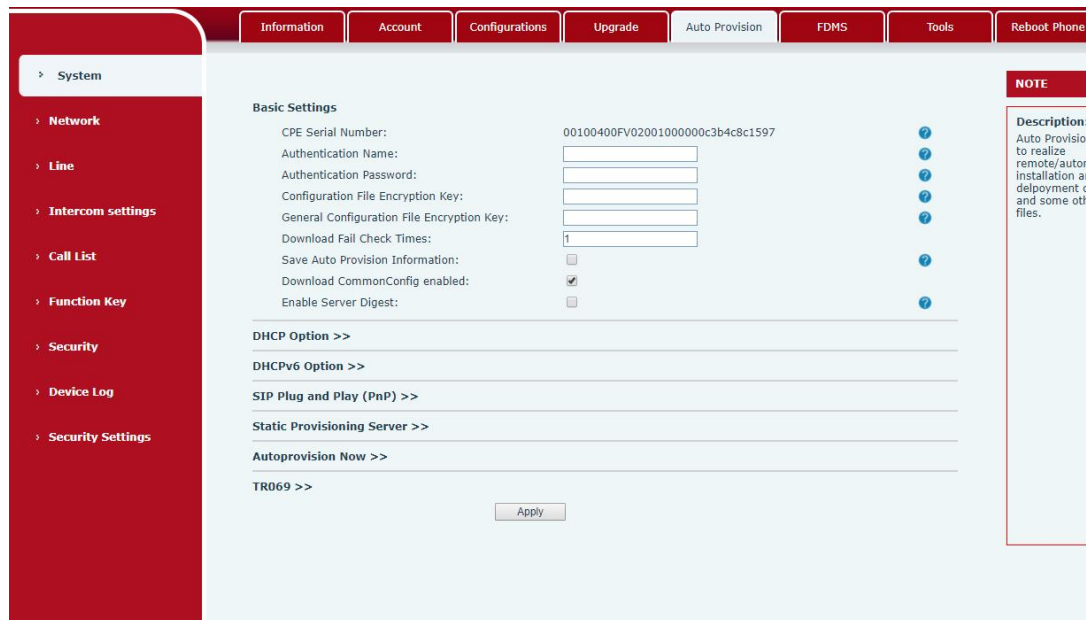 Information
Account
Configurations
Upgrade
Auto Provision
FDMS
Tools
Reboot Phone
› System
› Network
› Line
› Intercom settings
› Call List
› Function Key
› Security
› Device Log
› Security Settings
Basic Settings
CPE Serial Number: 00100400FV02001000000c3b4c8c1597
Authentication Name:
Authentication Password:
Configuration File Encryption Key:
General Configuration File Encryption Key:
Download Fail Check Times: 1
Save Auto Provision Information:
Download CommonConfig enabled:
Enable Server Digest:
DHCP Option >>
DHCPv6 Option >>
SIP Plug and Play (PnP) >>
Static Provisioning Server >>
Autoprovision Now >>
TR069 >>
Apply
NOTE
Description:
Auto Provisio
to realize
remote/autor
installation a
delpoyment
and some oth
files.